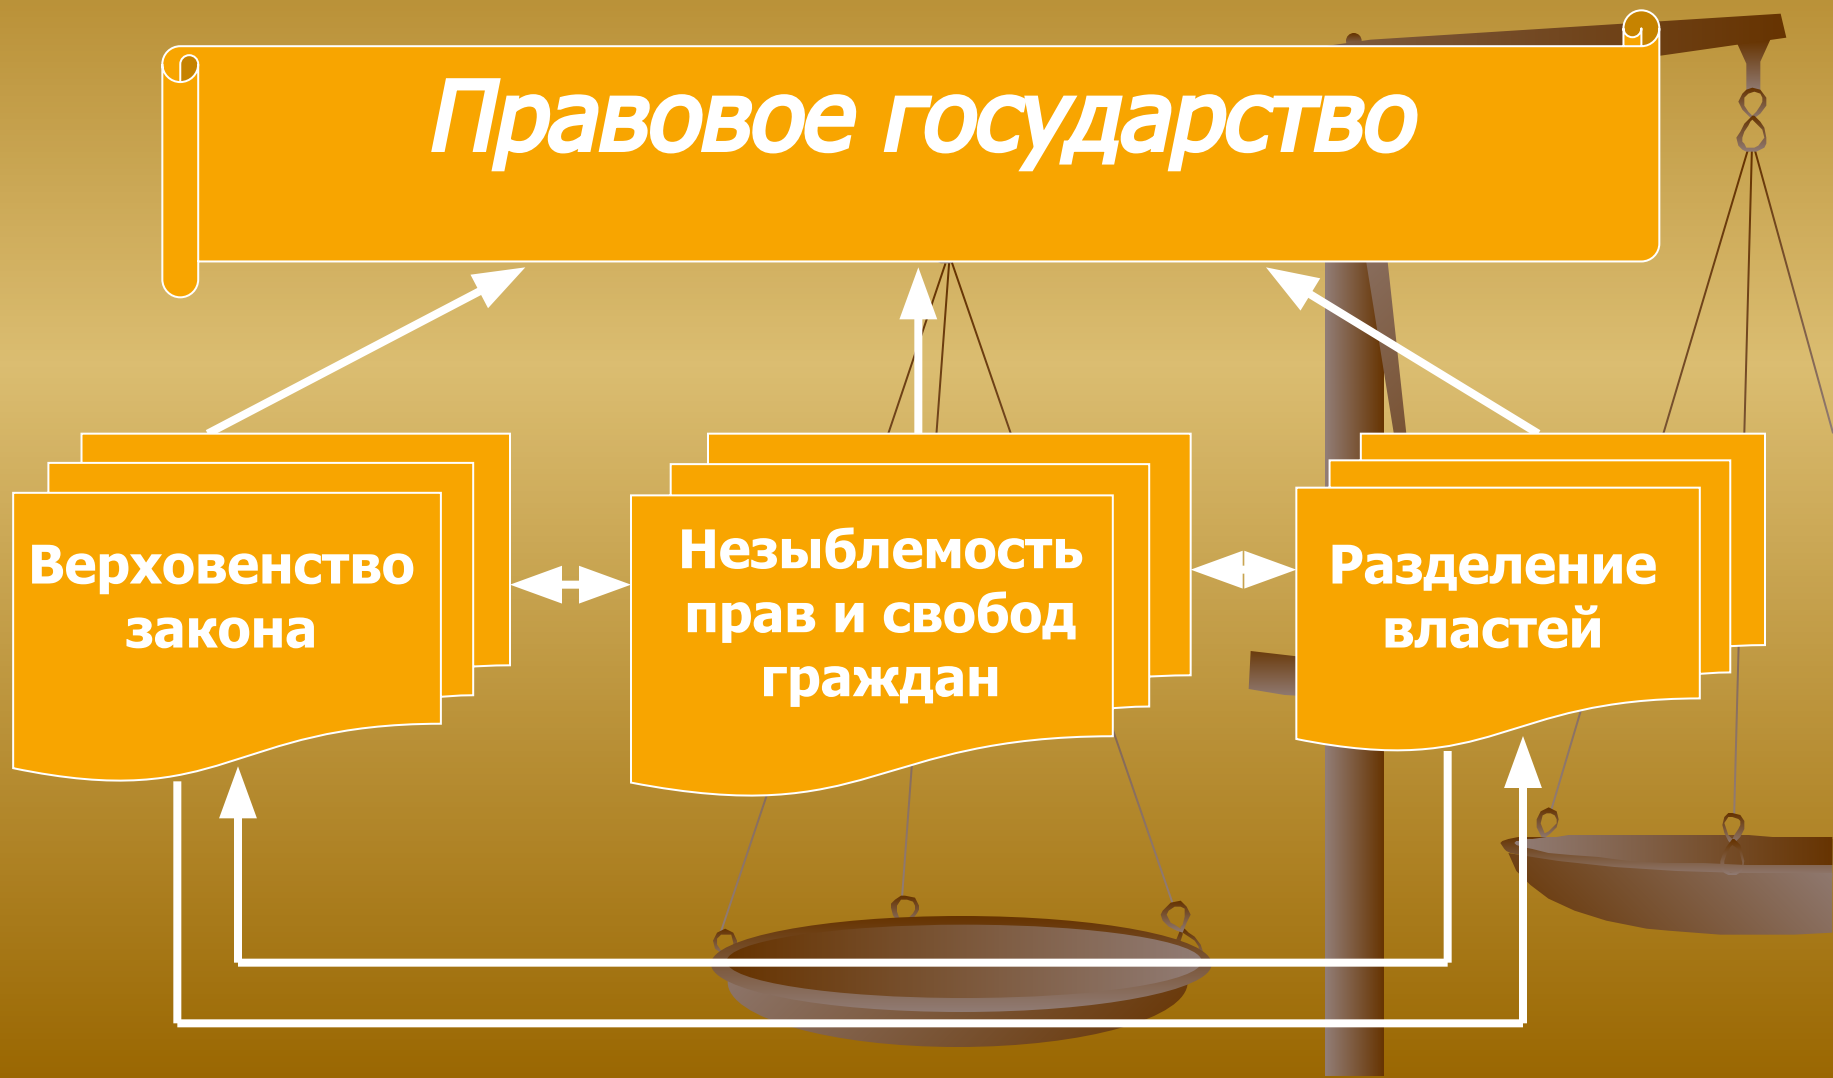 Правовое государство
Верховенство
закона
Незыблемость
прав и свобод
граждан
Разделение
властей